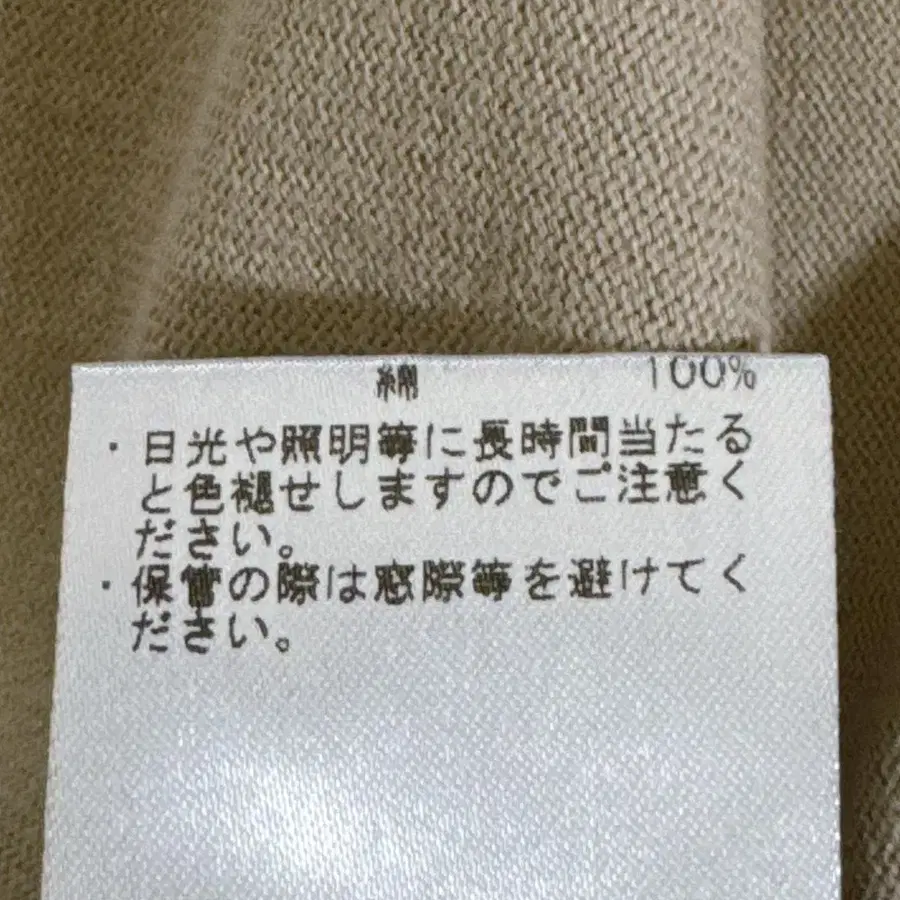 綿 100%
・日光や照明等に長時間当たる
と色褪せしますのでご注意く
ださい。
・保管の際は窓際等を避けてく
ださい。